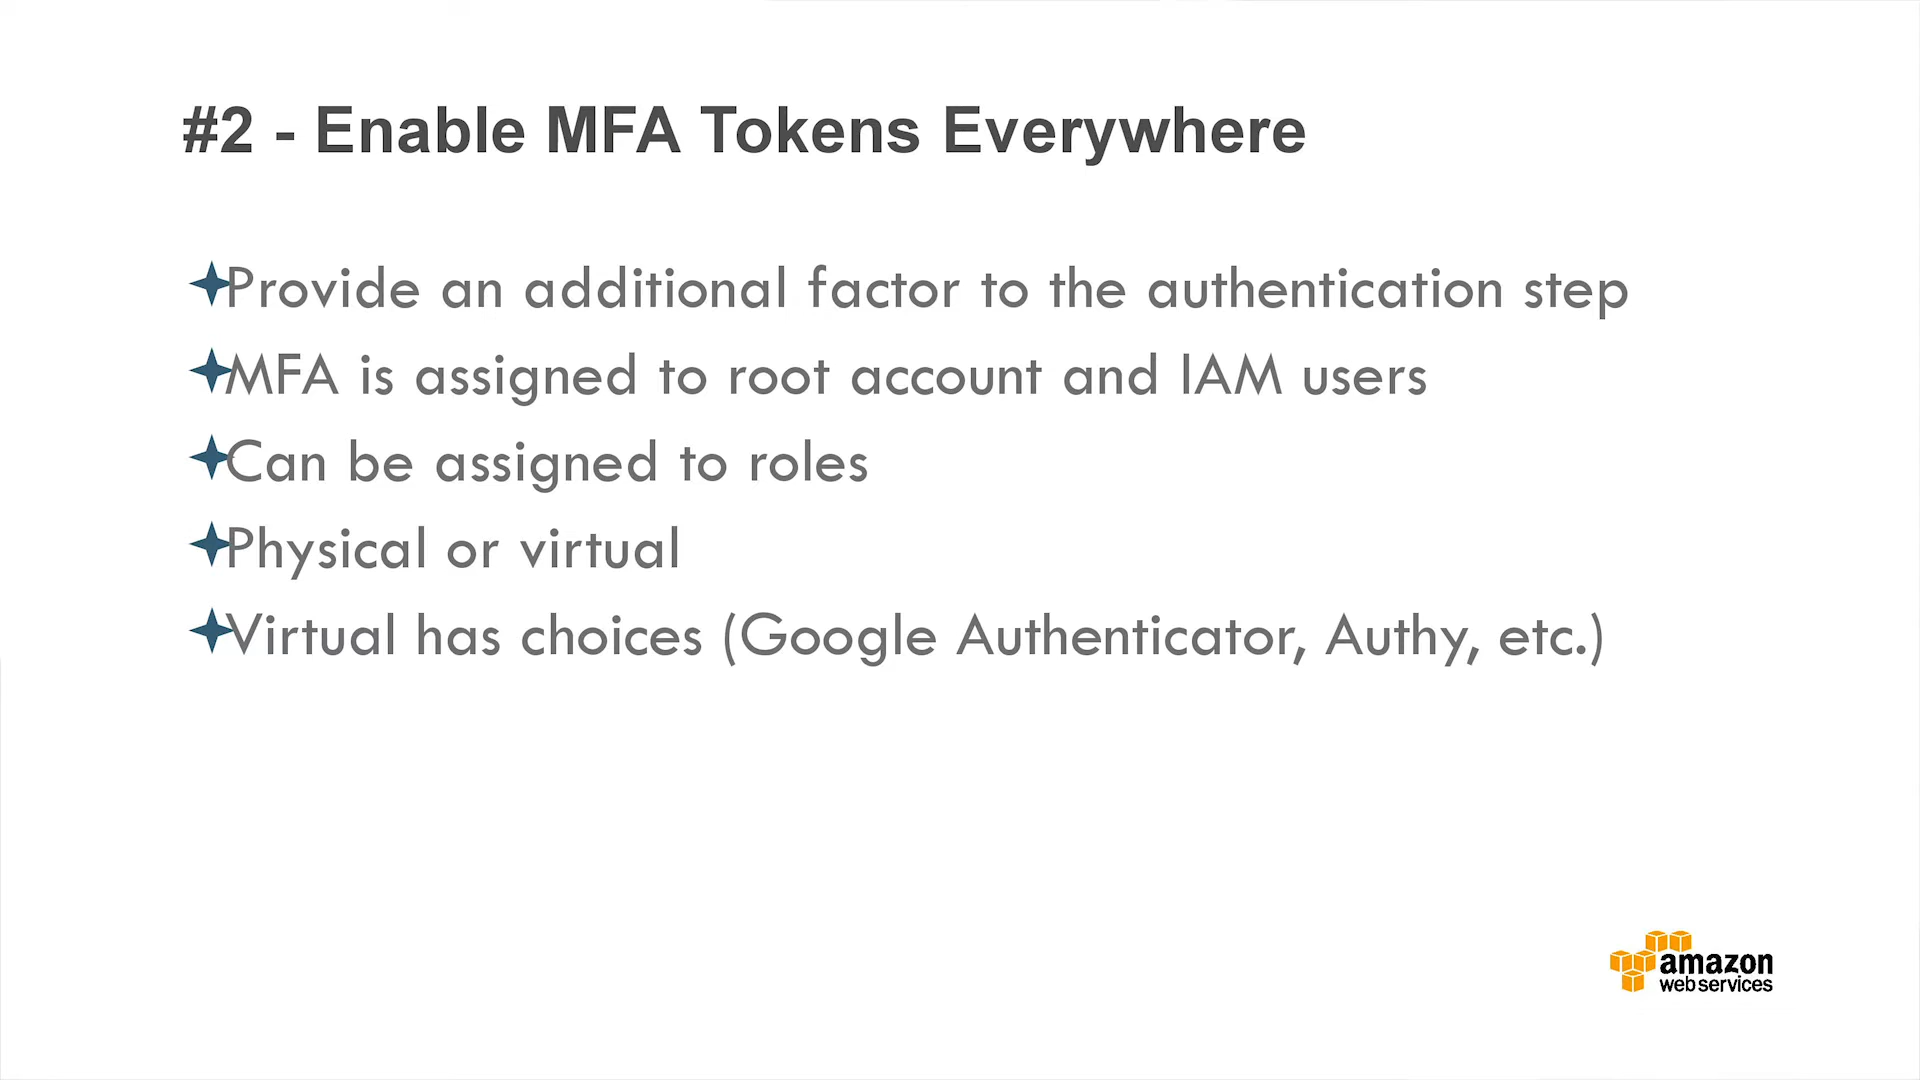 #2 - Enable MFA Tokens Everywhere
Provide an additional factor to the authentication step
MFA is assigned to root account and IAM users
Can be assigned to roles
Physical or virtual
Virtual has choices (Google Authenticator, Authy, etc.)
amazon
web services